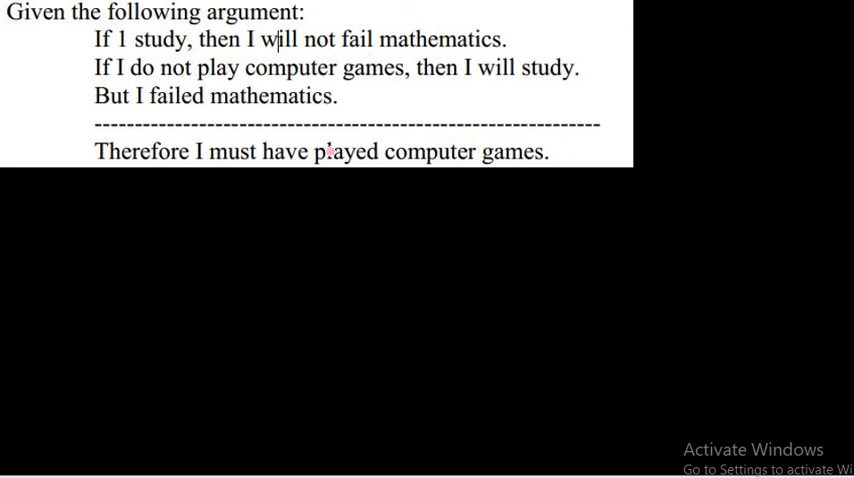 Given the following argument:
If 1 study, then I will not fail mathematics.
If I do not play computer games, then I will study.
But I failed mathematics.
---------------------------------------------------------------
Therefore I must have played computer games.
Activate Windows
Go to Settings to activate Wi